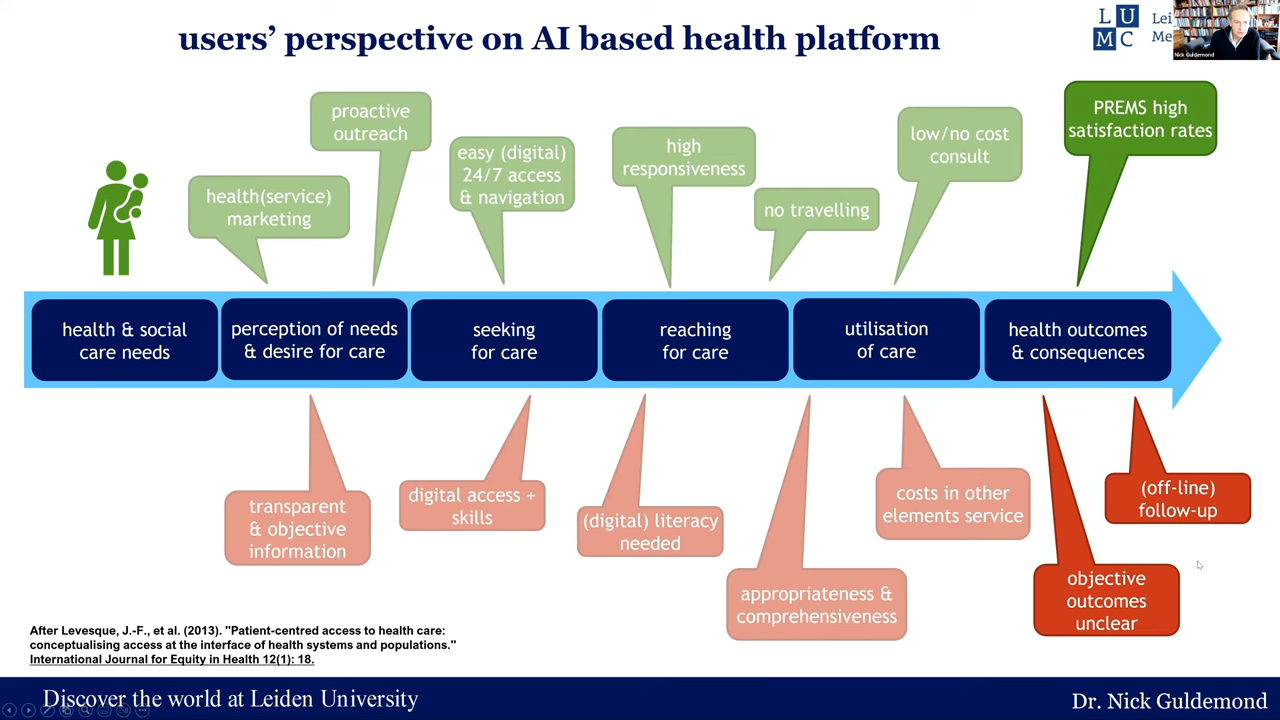 users' perspective on AI based health platform
L U
M C
Lei
Me
Nick Guldemond
proactive
outreach
health(service)
marketing
easy (digital)
24/7 access
& navigation
high
responsiveness
no travelling
low/no cost
consult
PREMS high
satisfaction rates
health & social
care needs
perception of needs
& desire for care
seeking
for care
reaching
for care
utilisation
of care
health outcomes
& consequences
transparent
& objective
information
digital access +
skills
(digital) literacy
needed
appropriateness &
comprehensiveness
costs in other
elements service
objective
outcomes
unclear
(off-line)
follow-up
After Levesque, J.-F., et al. (2013). "Patient-centred access to health care:
conceptualising access at the interface of health systems and populations."
International Journal for Equity in Health 12(1): 18.
Discover the world at Leiden University
Dr. Nick Guldemond